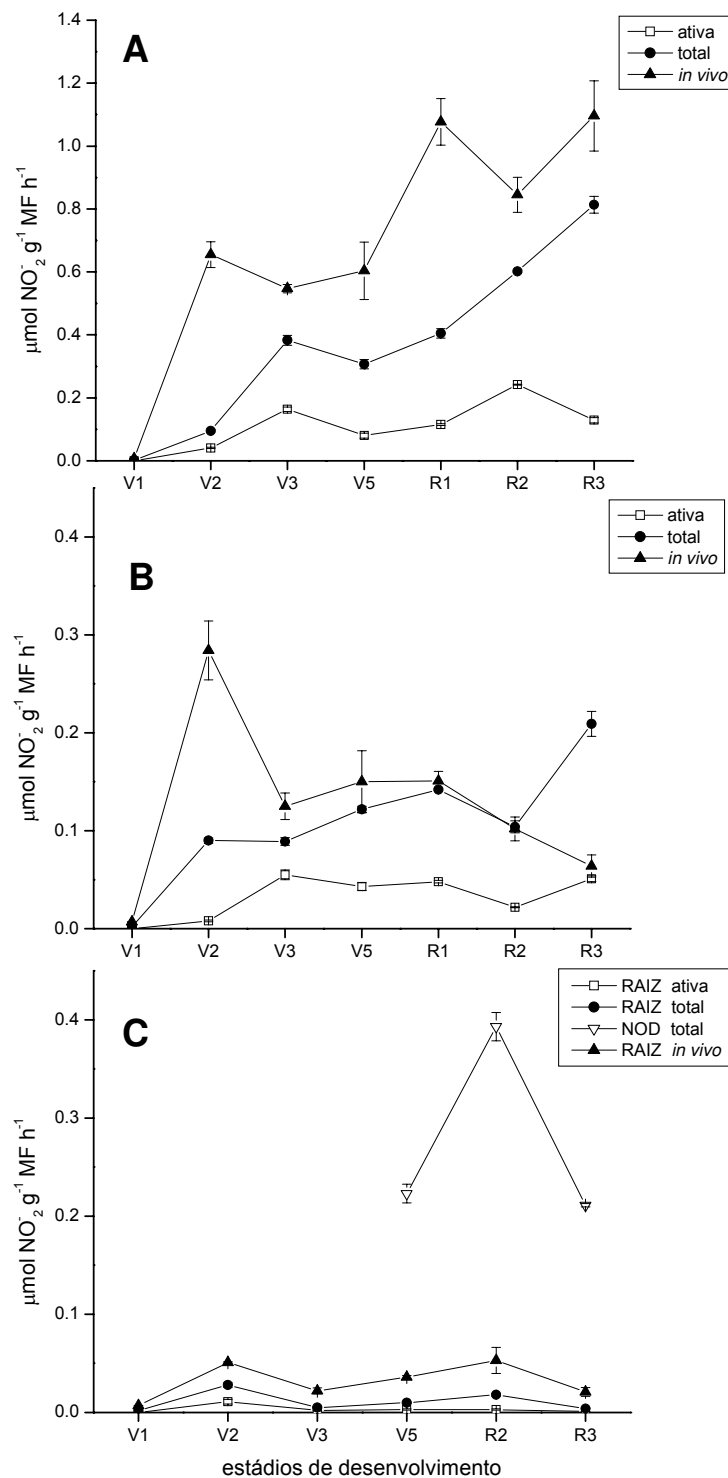 A
ativa
total
in vivo
µmol NO₂⁻ g⁻¹ MF h⁻¹
1.4
1.2
1.0
0.8
0.6
0.4
0.2
0.0
V1 V2 V3 V5 R1 R2 R3
B
ativa
total
in vivo
µmol NO₂⁻ g⁻¹ MF h⁻¹
0.4
0.3
0.2
0.1
0.0
V1 V2 V3 V5 R1 R2 R3
C
RAIZ ativa
RAIZ total
NOD total
RAIZ in vivo
µmol NO₂⁻ g⁻¹ MF h⁻¹
0.4
0.3
0.2
0.1
0.0
V1 V2 V3 V5 R2 R3
estádios de desenvolvimento